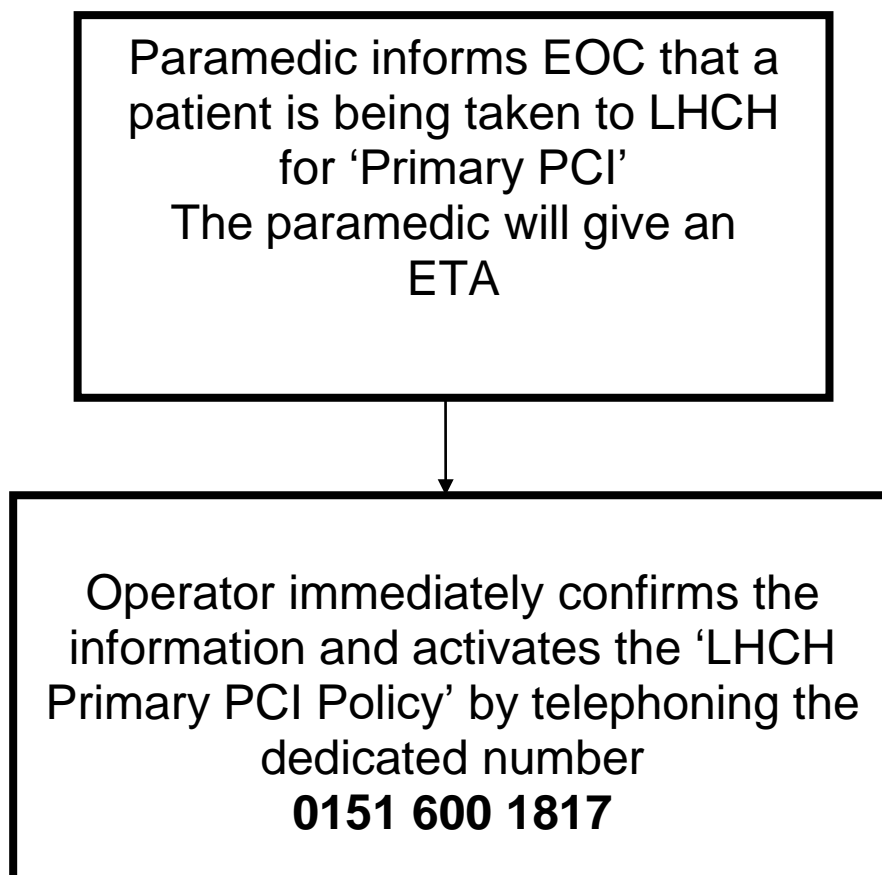 Paramedic informs EOC that a
patient is being taken to LHCH
for ‘Primary PCI’
The paramedic will give an
ETA
Operator immediately confirms the
information and activates the ‘LHCH
Primary PCI Policy’ by telephoning the
dedicated number
0151 600 1817